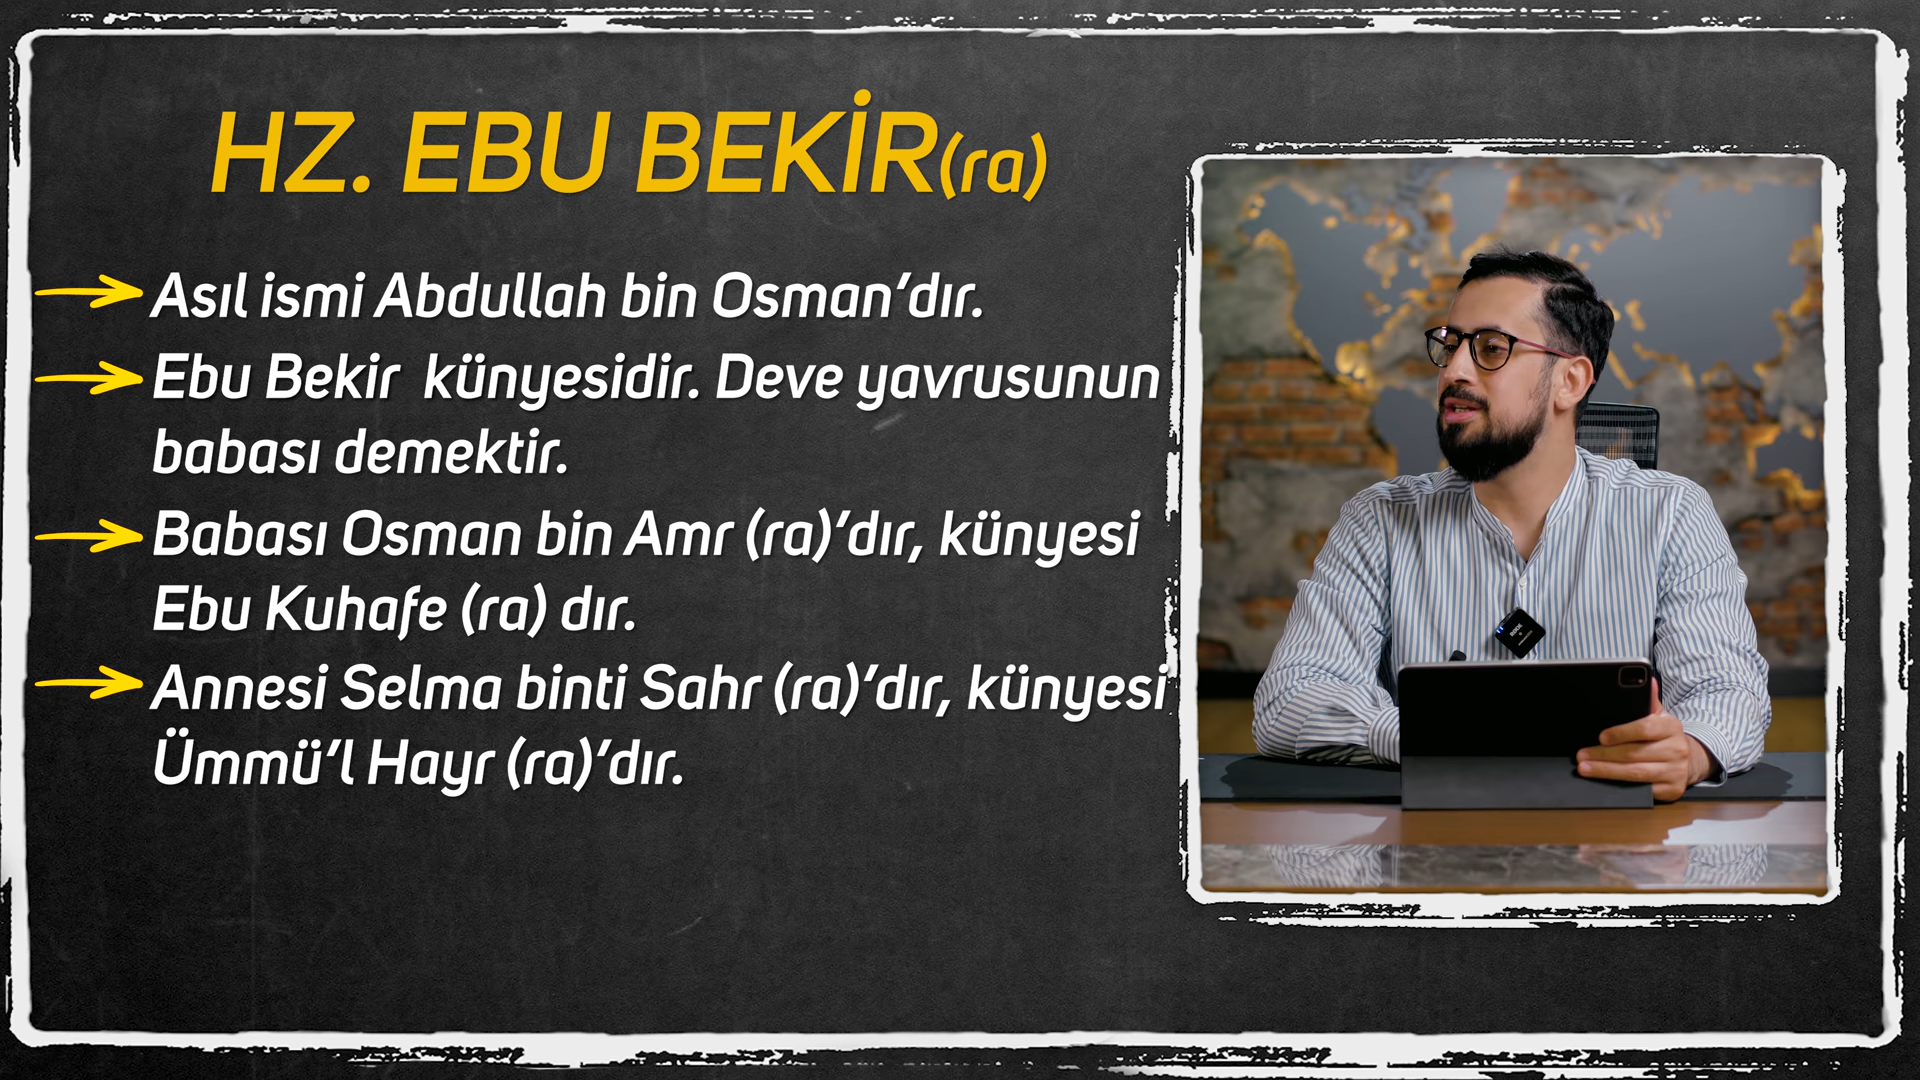 HZ. EBU BEKİR(ra)
Asıl ismi Abdullah bin Osman’dır.
Ebu Bekir künyesidir. Deve yavrusunun
babası demektir.
Babası Osman bin Amr (ra)’dır, künyesi
Ebu Kuhafe (ra) dır.
Annesi Selma binti Sahr (ra)’dır, künyesi
Ümmü’l Hayr (ra)’dır.